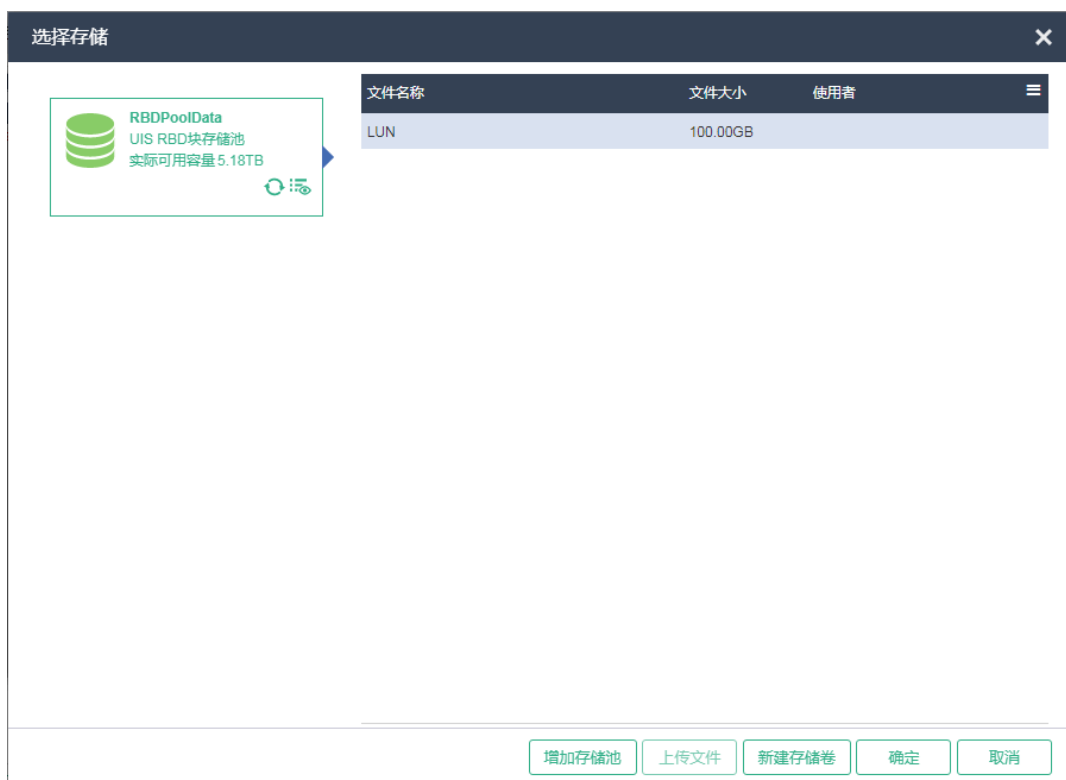 选择存储
RBDPoolData
UIS RBD块存储池
实际可用容量5.18TB
文件名称 文件大小 使用者
LUN 100.00GB
增加存储池 上传文件 新建存储卷 确定 取消